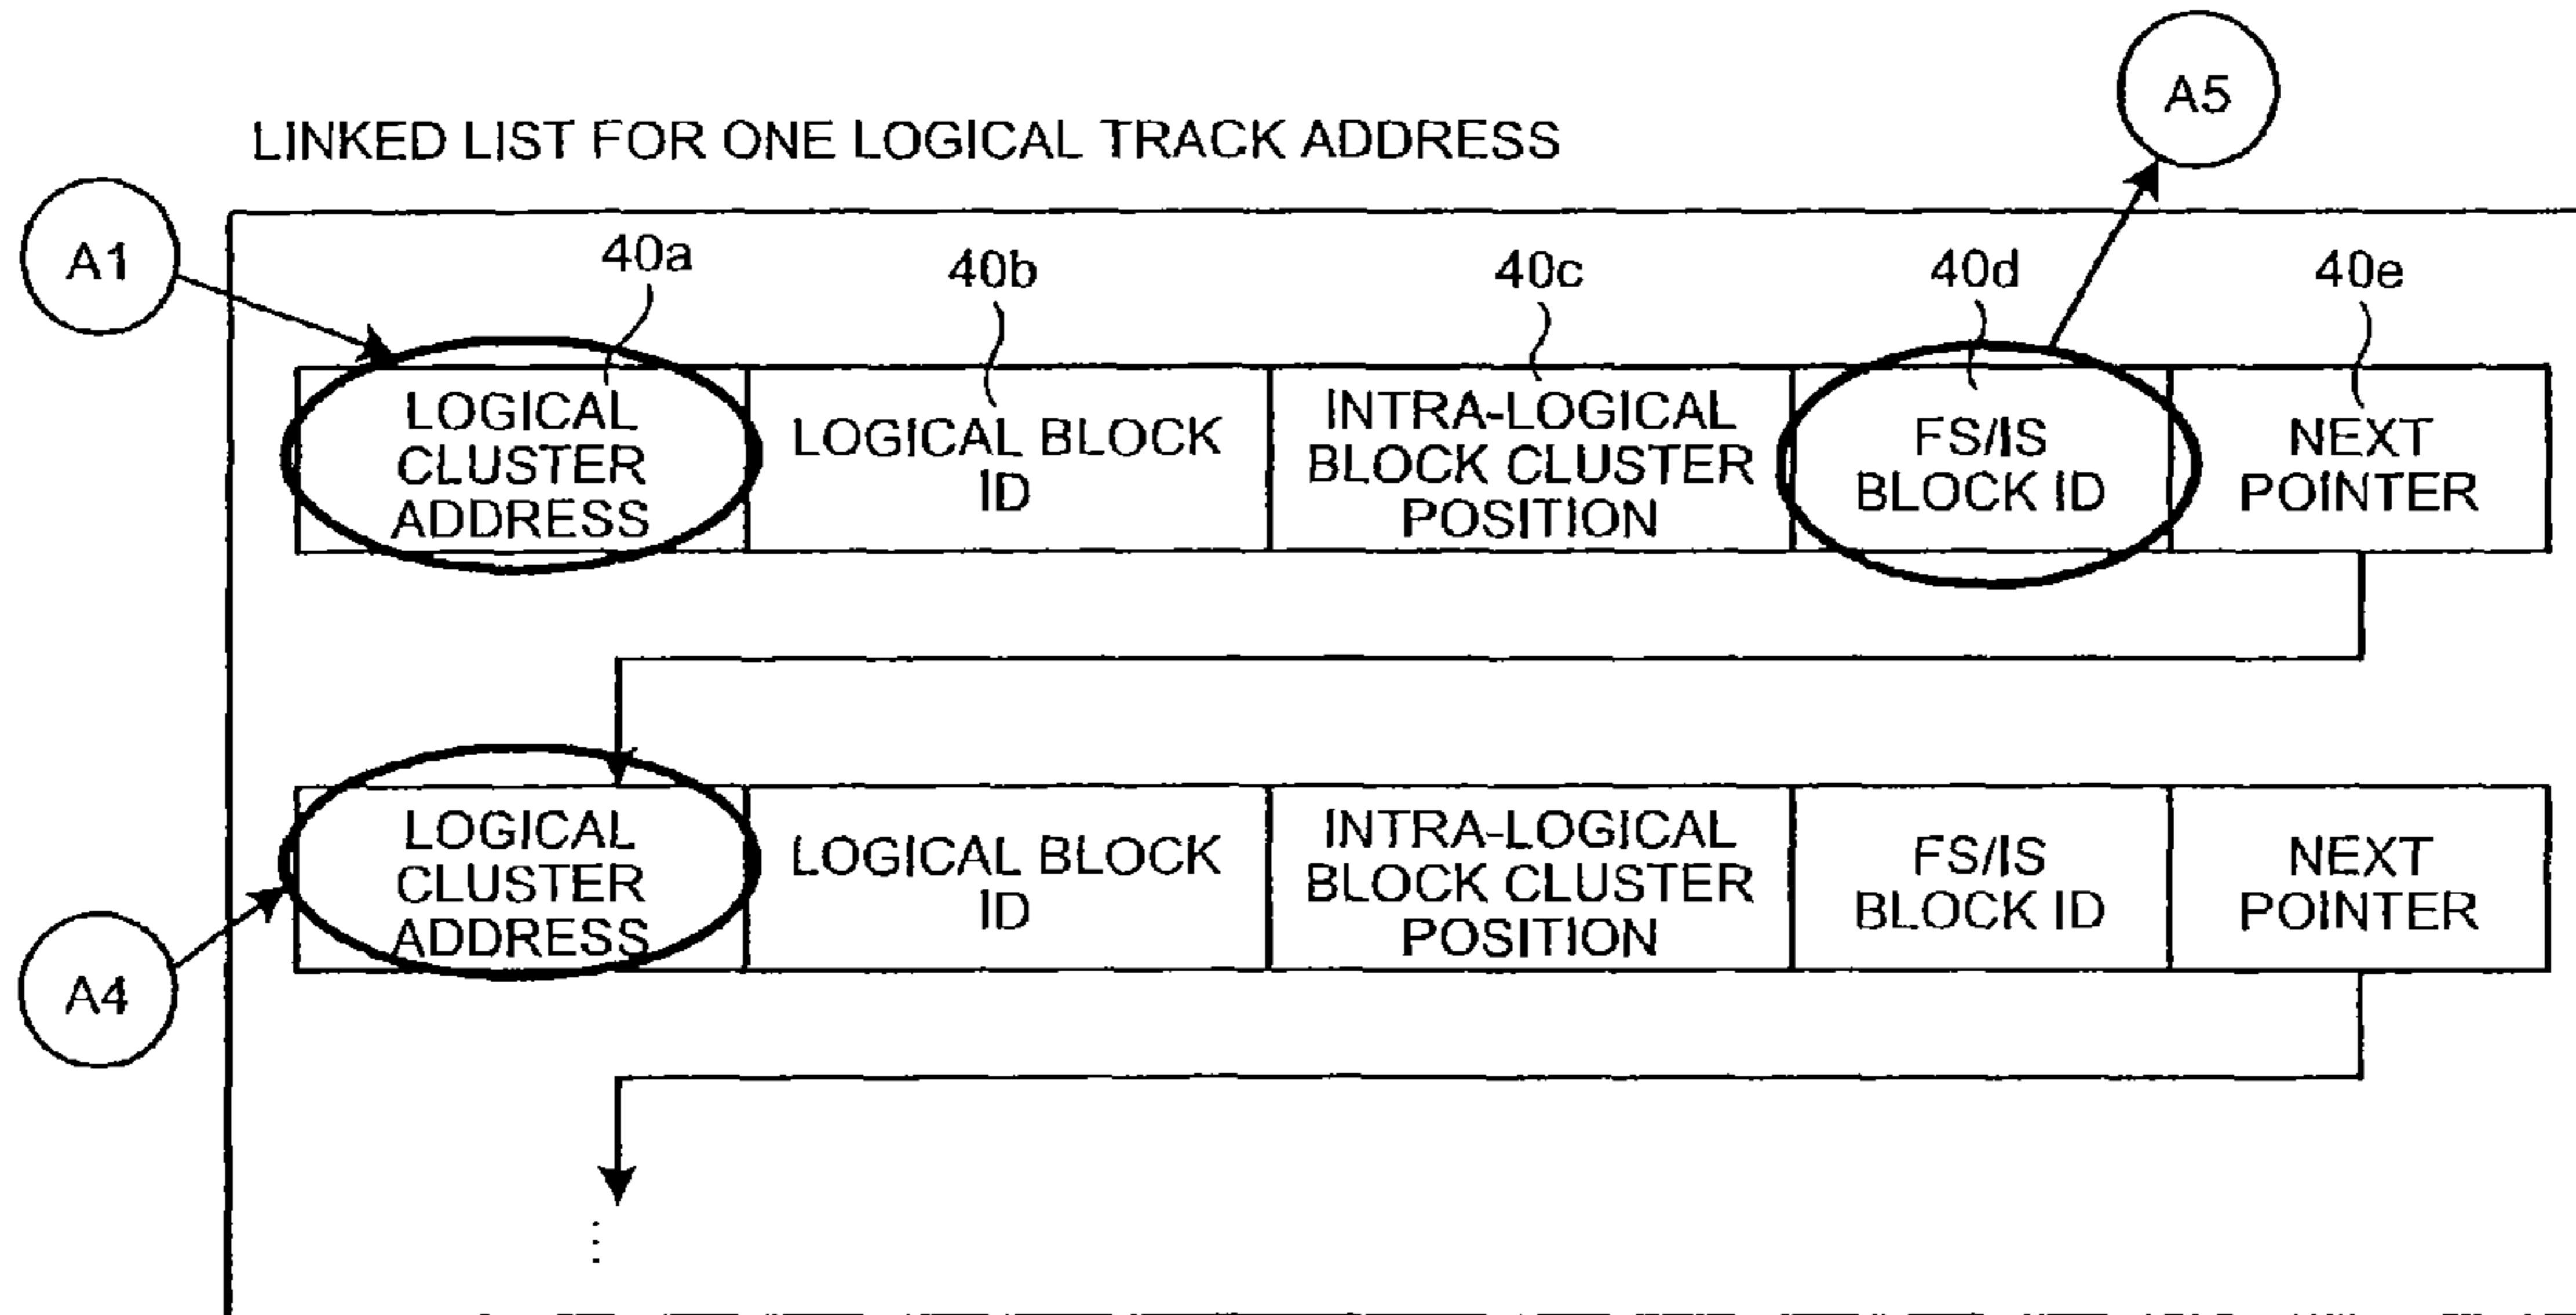 A5
LINKED LIST FOR ONE LOGICAL TRACK ADDRESS
A1
40a
40b
40c
40d
40e
LOGICAL
CLUSTER
ADDRESS
LOGICAL BLOCK
ID
INTRA-LOGICAL
BLOCK CLUSTER
POSITION
FS/IS
BLOCK ID
NEXT
POINTER
LOGICAL
CLUSTER
ADDRESS
LOGICAL BLOCK
ID
INTRA-LOGICAL
BLOCK CLUSTER
POSITION
FS/IS
BLOCK ID
NEXT
POINTER
A4
⋮